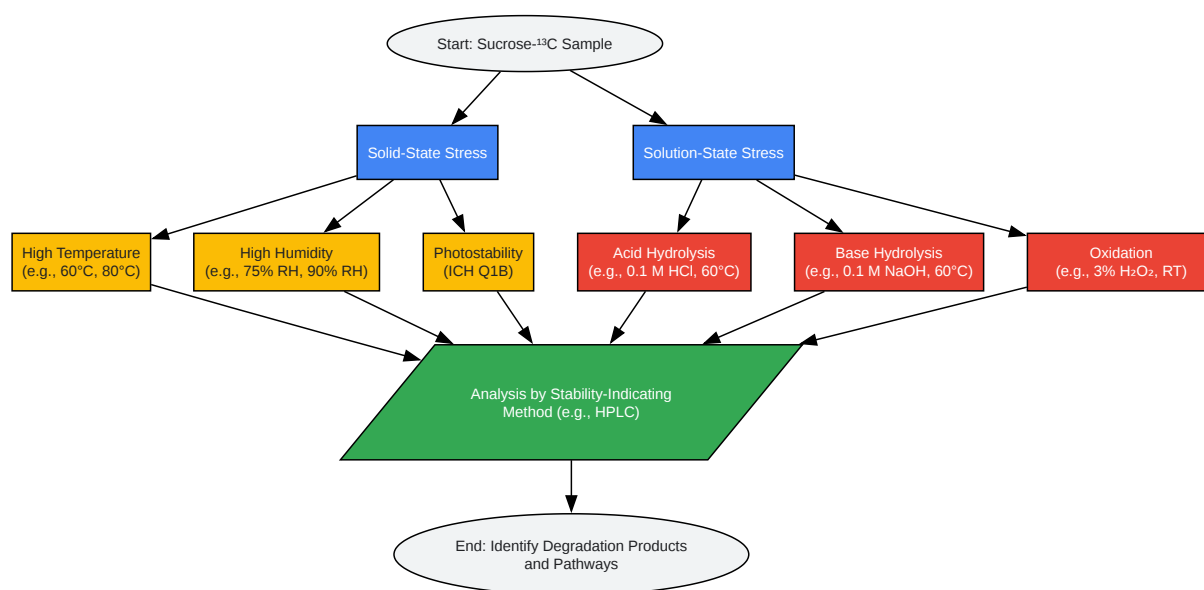 Start: Sucrose-¹³C Sample
Solid-State Stress
Solution-State Stress
High Temperature
(e.g., 60°C, 80°C)
High Humidity
(e.g., 75% RH, 90% RH)
Photostability
(ICH Q1B)
Acid Hydrolysis
(e.g., 0.1 M HCl, 60°C)
Base Hydrolysis
(e.g., 0.1 M NaOH, 60°C)
Oxidation
(e.g., 3% H₂O₂, RT)
Analysis by Stability-Indicating
Method (e.g., HPLC)
End: Identify Degradation Products
and Pathways